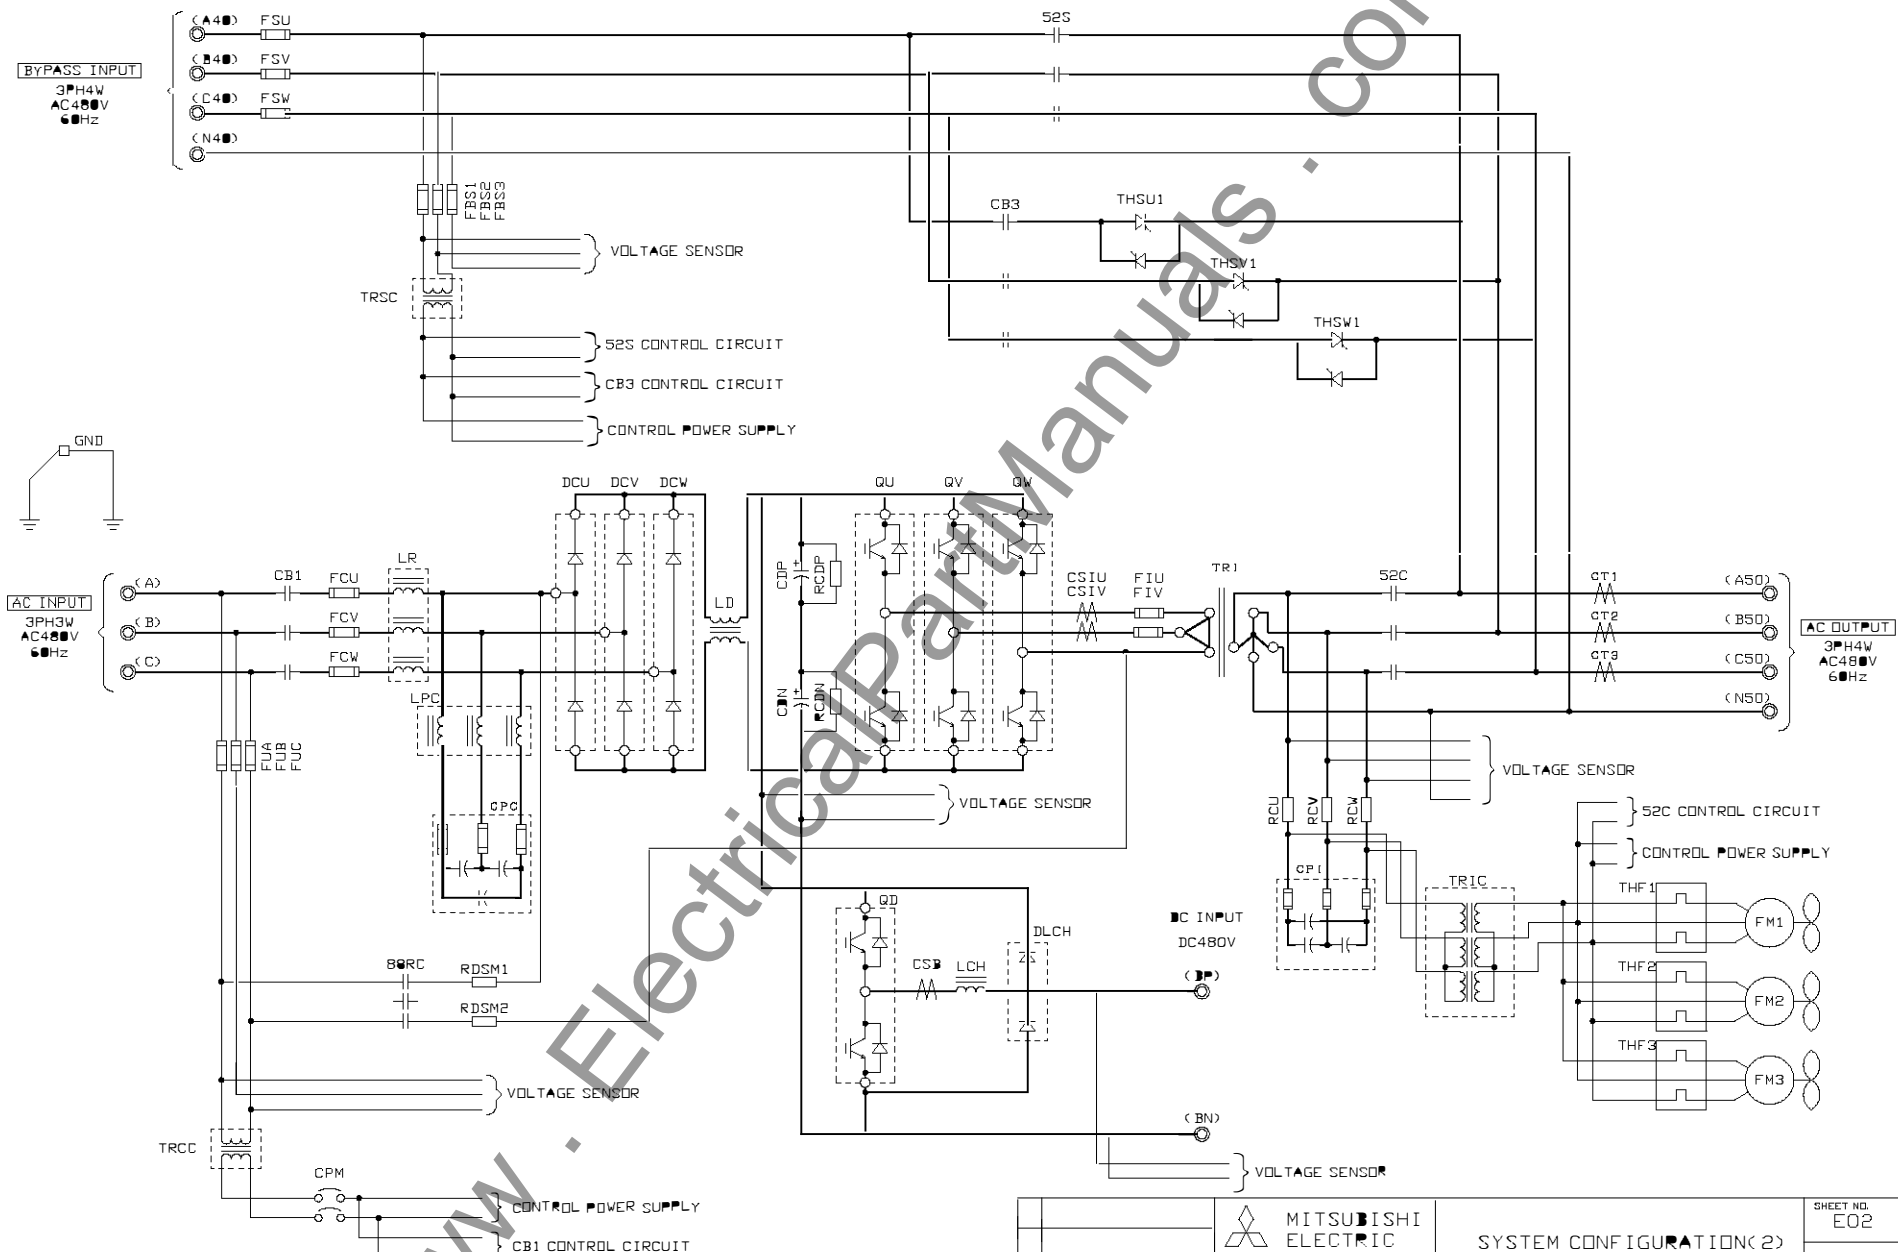 (A40) FSU
52S
(B40) FSV
BYPASS INPUT
3PH4W
AC480V
60Hz
(C40) FSW
(N40)
FBS1
FBS2
FBS3
CB3
THSU1
VOLTAGE SENSOR
THSV1
TRSC
THSW1
52S CONTROL CIRCUIT
CB3 CONTROL CIRCUIT
CONTROL POWER SUPPLY
GND
DCU DCV DCW
QU QV QW
LR
CB1 FCU
(A)
AC INPUT
3PH3W
AC480V
60Hz
FCV
(B)
FCW
(C)
LPC
LD
CDP
RCDP
CDN
RCDN
CSIU
CSIV
FIU
FIV
TR1
52C
CT1
(A50)
CT2
(B50)
AC OUTPUT
3PH4W
AC480V
60Hz
CT3
(C50)
(N50)
FUA
FUB
FUC
CPC
VOLTAGE SENSOR
VOLTAGE SENSOR
RCU
RCV
RCW
52C CONTROL CIRCUIT
CONTROL POWER SUPPLY
CPI
TRIC
THF1
FM1
THF2
FM2
THF3
FM3
QD
DC INPUT
DC480V
DLCH
CSB
LCH
(BP)
88RC
RDSM1
RDSM2
VOLTAGE SENSOR
(BN)
TRCC
CPM
VOLTAGE SENSOR
CONTROL POWER SUPPLY
CB1 CONTROL CIRCUIT
MITSUBISHI
ELECTRIC
SYSTEM CONFIGURATION(2)
SHEET NO.
E02
www . ElectricalPartManuals . com